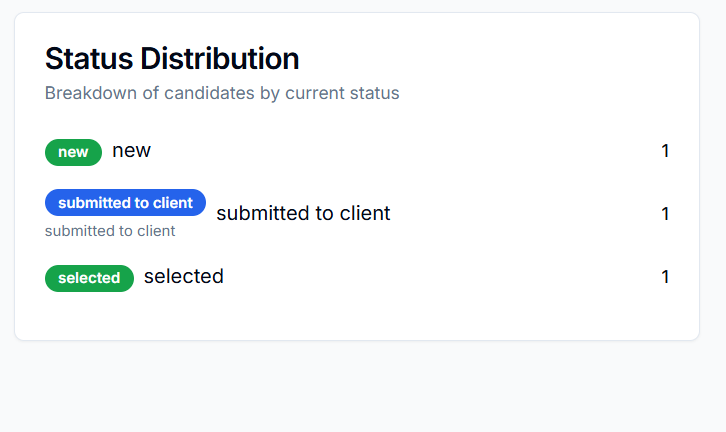 Status Distribution
Breakdown of candidates by current status
new new 1
submitted to client submitted to client 1
submitted to client
selected selected 1